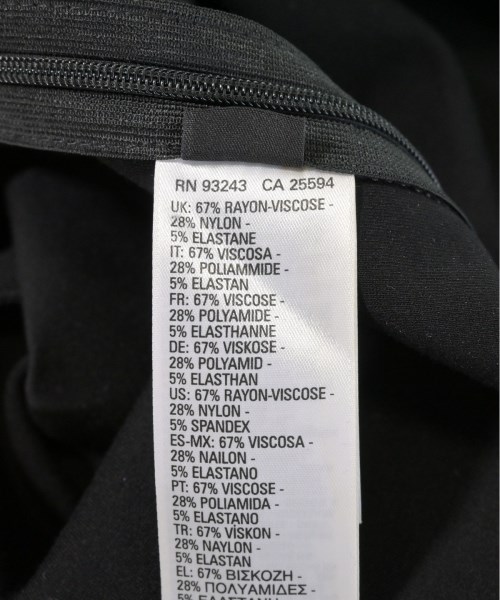 RN 93243 CA 25594
UK: 67% RAYON-VISCOSE -
28% NYLON -
5% ELASTANE
IT: 67% VISCOSA -
28% POLIAMMIDE -
5% ELASTAN
FR: 67% VISCOSE -
28% POLYAMIDE -
5% ELASTHANNE
DE: 67% VISKOSE -
28% POLYAMID -
5% ELASTHAN
US: 67% RAYON-VISCOSE -
28% NYLON -
5% SPANDEX
ES-MX: 67% VISCOSA -
28% NAILON -
5% ELASTANO
PT: 67% VISCOSE -
28% POLIAMIDA -
5% ELASTANO
TR: 67% VİSKON -
28% NAYLON -
5% ELASTAN
EL: 67% ΒΙΣΚΟΖΗ -
28% ΠΟΛΥΑΜΙΔΕΣ -
5% ΕΛΑΣΤΑΝΗ